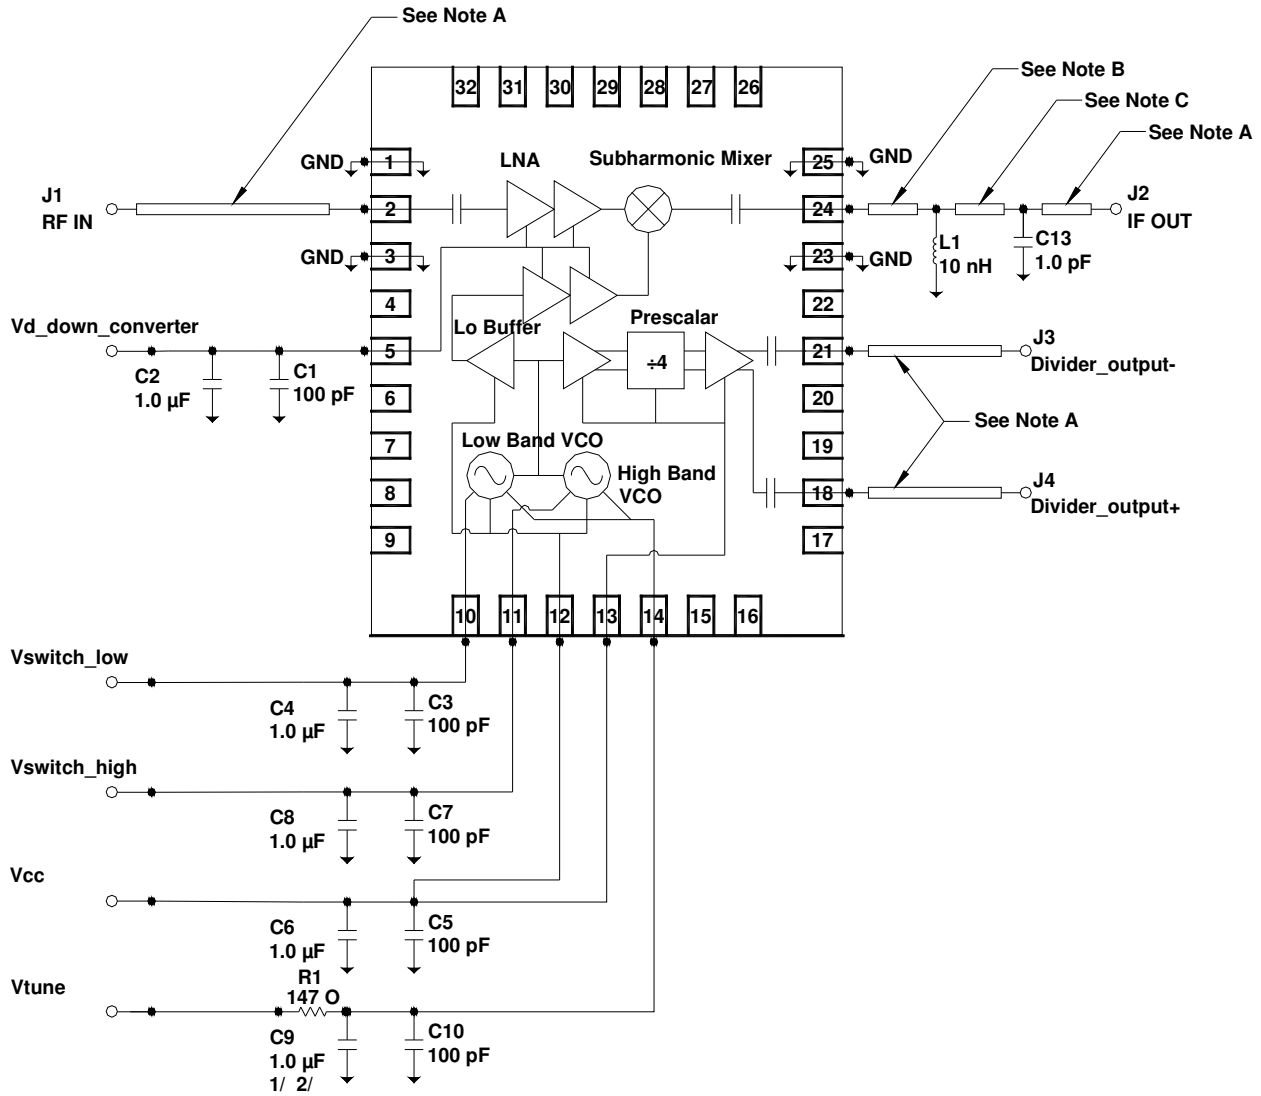 See Note A
32 31 30 29 28 27 26
See Note B
See Note C
See Note A
GND 1
LNA
Subharmonic Mixer
25 GND
J1
RF IN
2
24
J2
IF OUT
GND 3
23 GND
L1
10 nH
C13
1.0 pF
4
22
Vd_down_converter
Lo Buffer
Prescalar
5
÷4
21
J3
Divider_output-
C2
1.0 µF
C1
100 pF
6
20
See Note A
7
Low Band VCO
19
High Band
VCO
8
18
J4
Divider_output+
9
17
10 11 12 13 14 15 16
Vswitch_low
C4
1.0 µF
C3
100 pF
Vswitch_high
C8
1.0 µF
C7
100 pF
Vcc
C6
1.0 µF
C5
100 pF
Vtune
R1
147 O
C9
1.0 µF
1/ 2/
C10
100 pF